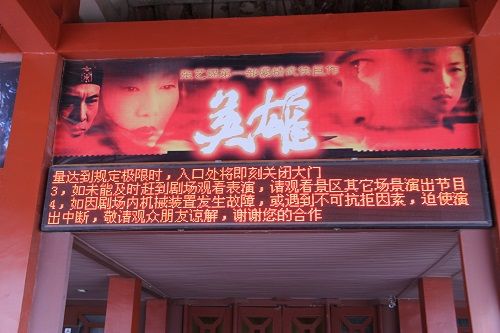 张艺谋第一部豪情武侠巨作
英雄
量达到规定极限时，入口处将即刻关闭大门
3，如未能及时赶到剧场观看表演，请观看景区其它场景演出节目
4，如因剧场内机械装置发生故障，或遇到不可抗拒因素，迫使演
出中断，敬请观众朋友谅解，谢谢您的合作